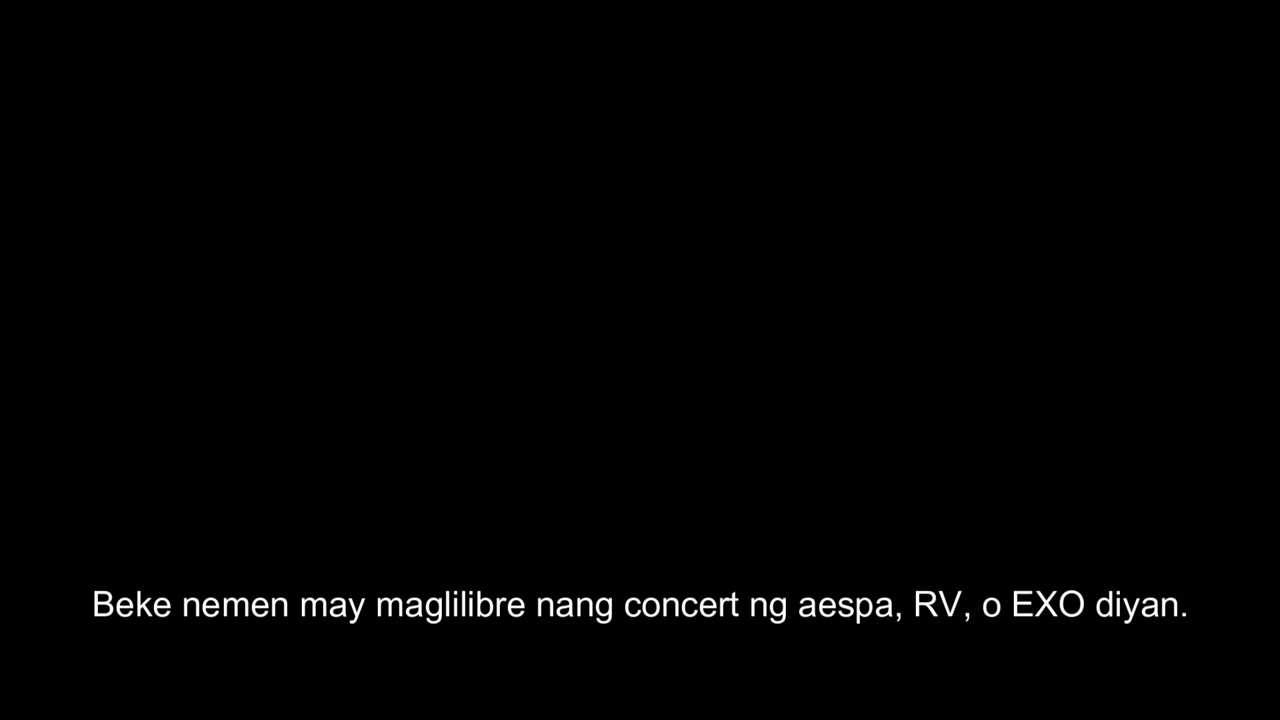 Beke nemen may maglilibre nang concert ng aespa, RV, o EXO diyan.